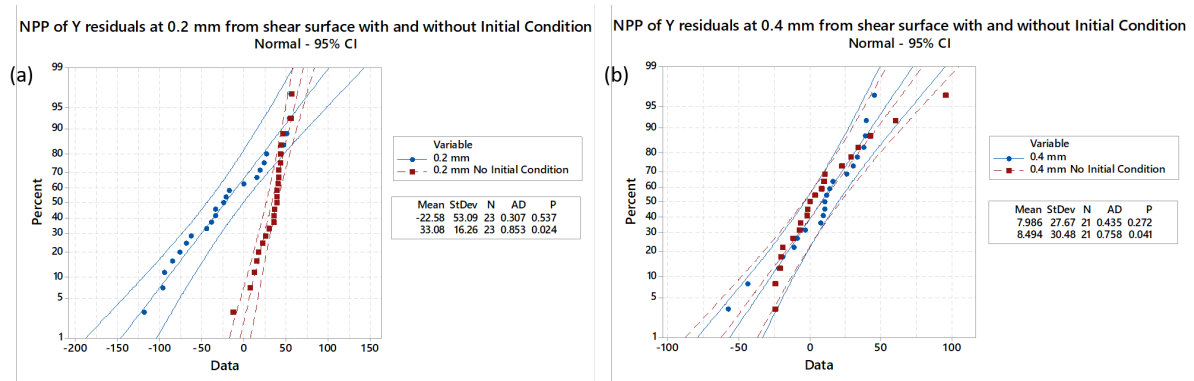 NPP of Y residuals at 0.2 mm from shear surface with and without Initial Condition
Normal - 95% CI
(a)
99
95
90
80
70
60
50
40
30
20
10
5
1
Percent
-200 -150 -100 -50 0 50 100 150
Data
Variable
0.2 mm
0.2 mm No Initial Condition
Mean StDev N AD P
-22.58 53.09 23 0.307 0.537
33.08 16.26 23 0.853 0.024
NPP of Y residuals at 0.4 mm from shear surface with and without Initial Condition
Normal - 95% CI
(b)
99
95
90
80
70
60
50
40
30
20
10
5
1
Percent
-100 -50 0 50 100
Data
Variable
0.4 mm
0.4 mm No Initial Condition
Mean StDev N AD P
7.986 27.67 21 0.435 0.272
8.494 30.48 21 0.758 0.041